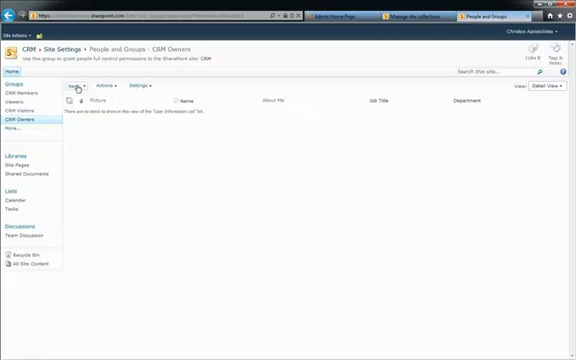 Admin Home Page
Manage site collections
People and Groups
Christos Apostolides
Site Actions
CRM ▸ Site Settings ▸ People and Groups ▸ CRM Owners
Use this group to grant people full control permissions to the SharePoint site: CRM
I Like It
Tags & Notes
Home
Search this site...
Groups
New
Actions
Settings
View: Detail View
CRM Members
Viewers
CRM Visitors
CRM Owners
More...
Picture
Name
About Me
Job Title
Department
There are no items to show in this view of the "User Information List" list.
Libraries
Site Pages
Shared Documents
Lists
Calendar
Tasks
Discussions
Team Discussion
Recycle Bin
All Site Content